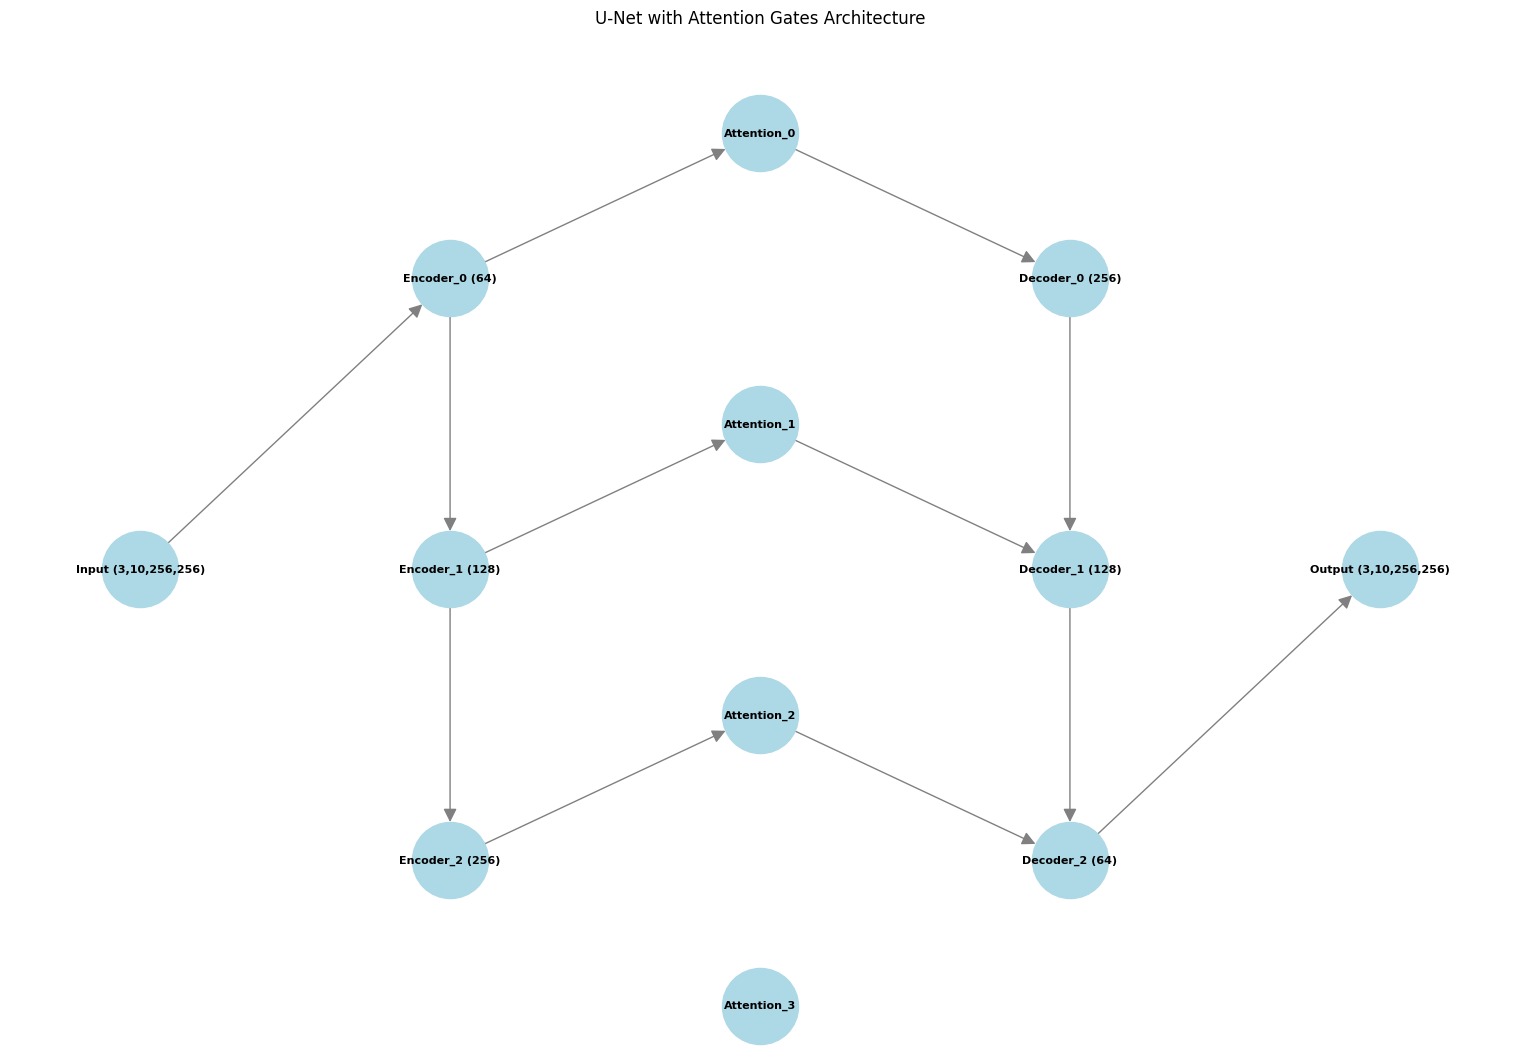 U-Net with Attention Gates Architecture
Attention_0
Encoder_0 (64)
Decoder_0 (256)
Attention_1
Input (3,10,256,256)
Encoder_1 (128)
Decoder_1 (128)
Output (3,10,256,256)
Attention_2
Encoder_2 (256)
Decoder_2 (64)
Attention_3